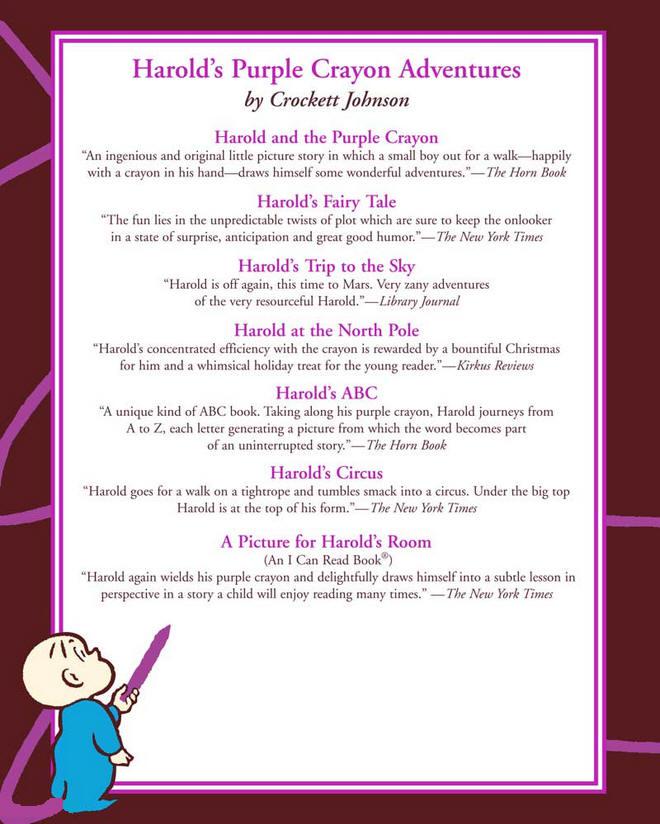 Harold’s Purple Crayon Adventures
by Crockett Johnson
Harold and the Purple Crayon
“An ingenious and original little picture story in which a small boy out for a walk—happily
with a crayon in his hand—draws himself some wonderful adventures.”—The Horn Book
Harold’s Fairy Tale
“The fun lies in the unpredictable twists of plot which are sure to keep the onlooker
in a state of surprise, anticipation and great good humor.”—The New York Times
Harold’s Trip to the Sky
“Harold is off again, this time to Mars. Very zany adventures
of the very resourceful Harold.”—Library Journal
Harold at the North Pole
“Harold’s concentrated efficiency with the crayon is rewarded by a bountiful Christmas
for him and a whimsical holiday treat for the young reader.”—Kirkus Reviews
Harold’s ABC
“A unique kind of ABC book. Taking along his purple crayon, Harold journeys from
A to Z, each letter generating a picture from which the word becomes part
of an uninterrupted story.”—The Horn Book
Harold’s Circus
“Harold goes for a walk on a tightrope and tumbles smack into a circus. Under the big top
Harold is at the top of his form.”—The New York Times
A Picture for Harold’s Room
(An I Can Read Book®)
“Harold again wields his purple crayon and delightfully draws himself into a subtle lesson in
perspective in a story a child will enjoy reading many times.” —The New York Times